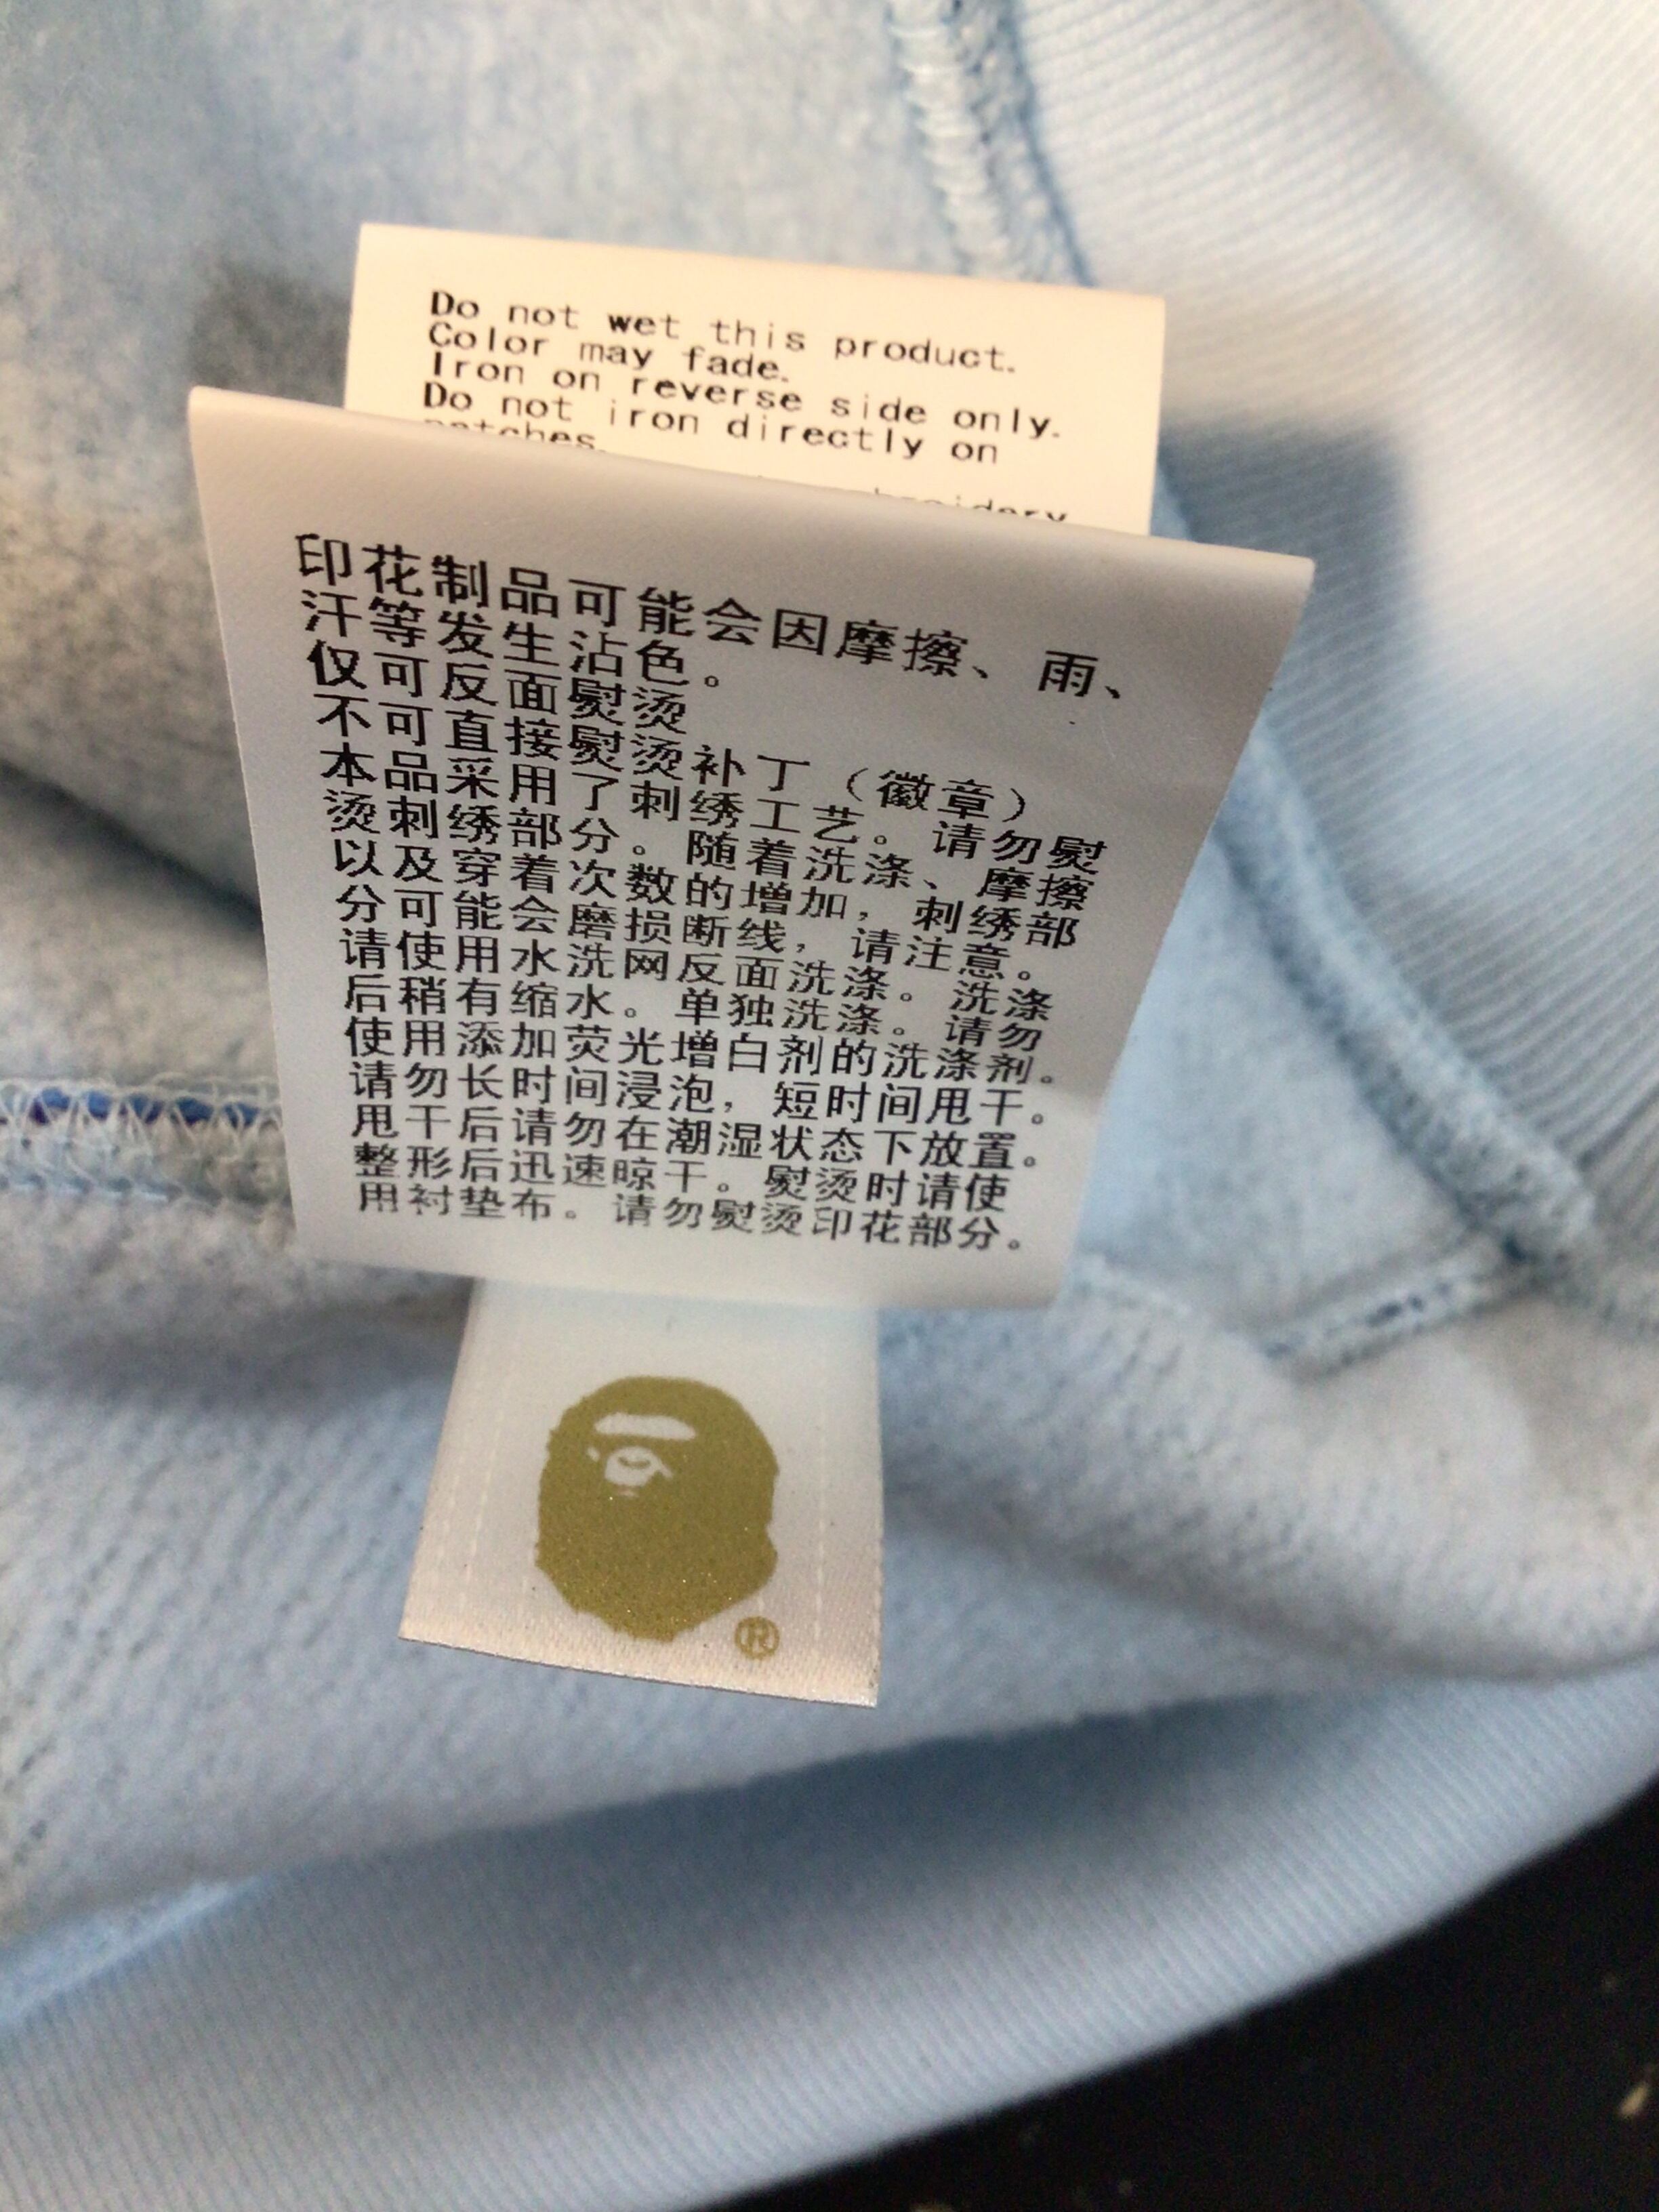 Do not wet this product.
Color may fade.
Iron on reverse side only.
Do not iron directly on
patches.
印花制品可能会因摩擦、雨、
汗等发生沾色。
仅可反面熨烫
不可直接熨烫补丁（徽章）
本品采用了刺绣工艺。请勿熨
烫刺绣部分。随着洗涤、摩擦
以及穿着次数的增加，刺绣部
分可能会磨损断线，请注意。
请使用水洗网反面洗涤。洗涤
后稍有缩水。单独洗涤。请勿
使用添加荧光增白剂的洗涤剂。
请勿长时间浸泡，短时间甩干。
甩干后请勿在潮湿状态下放置。
整形后迅速晾干。熨烫时请使
用衬垫布。请勿熨烫印花部分。
®